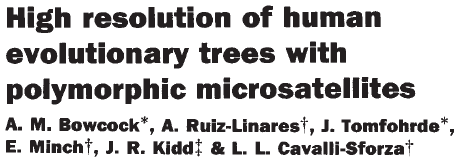 High resolution of human
evolutionary trees with
polymorphic microsatellites
A. M. Bowcock*, A. Ruiz-Linares†, J. Tomfohrde*,
E. Minch†, J. R. Kidd‡ & L. L. Cavalli-Sforza†